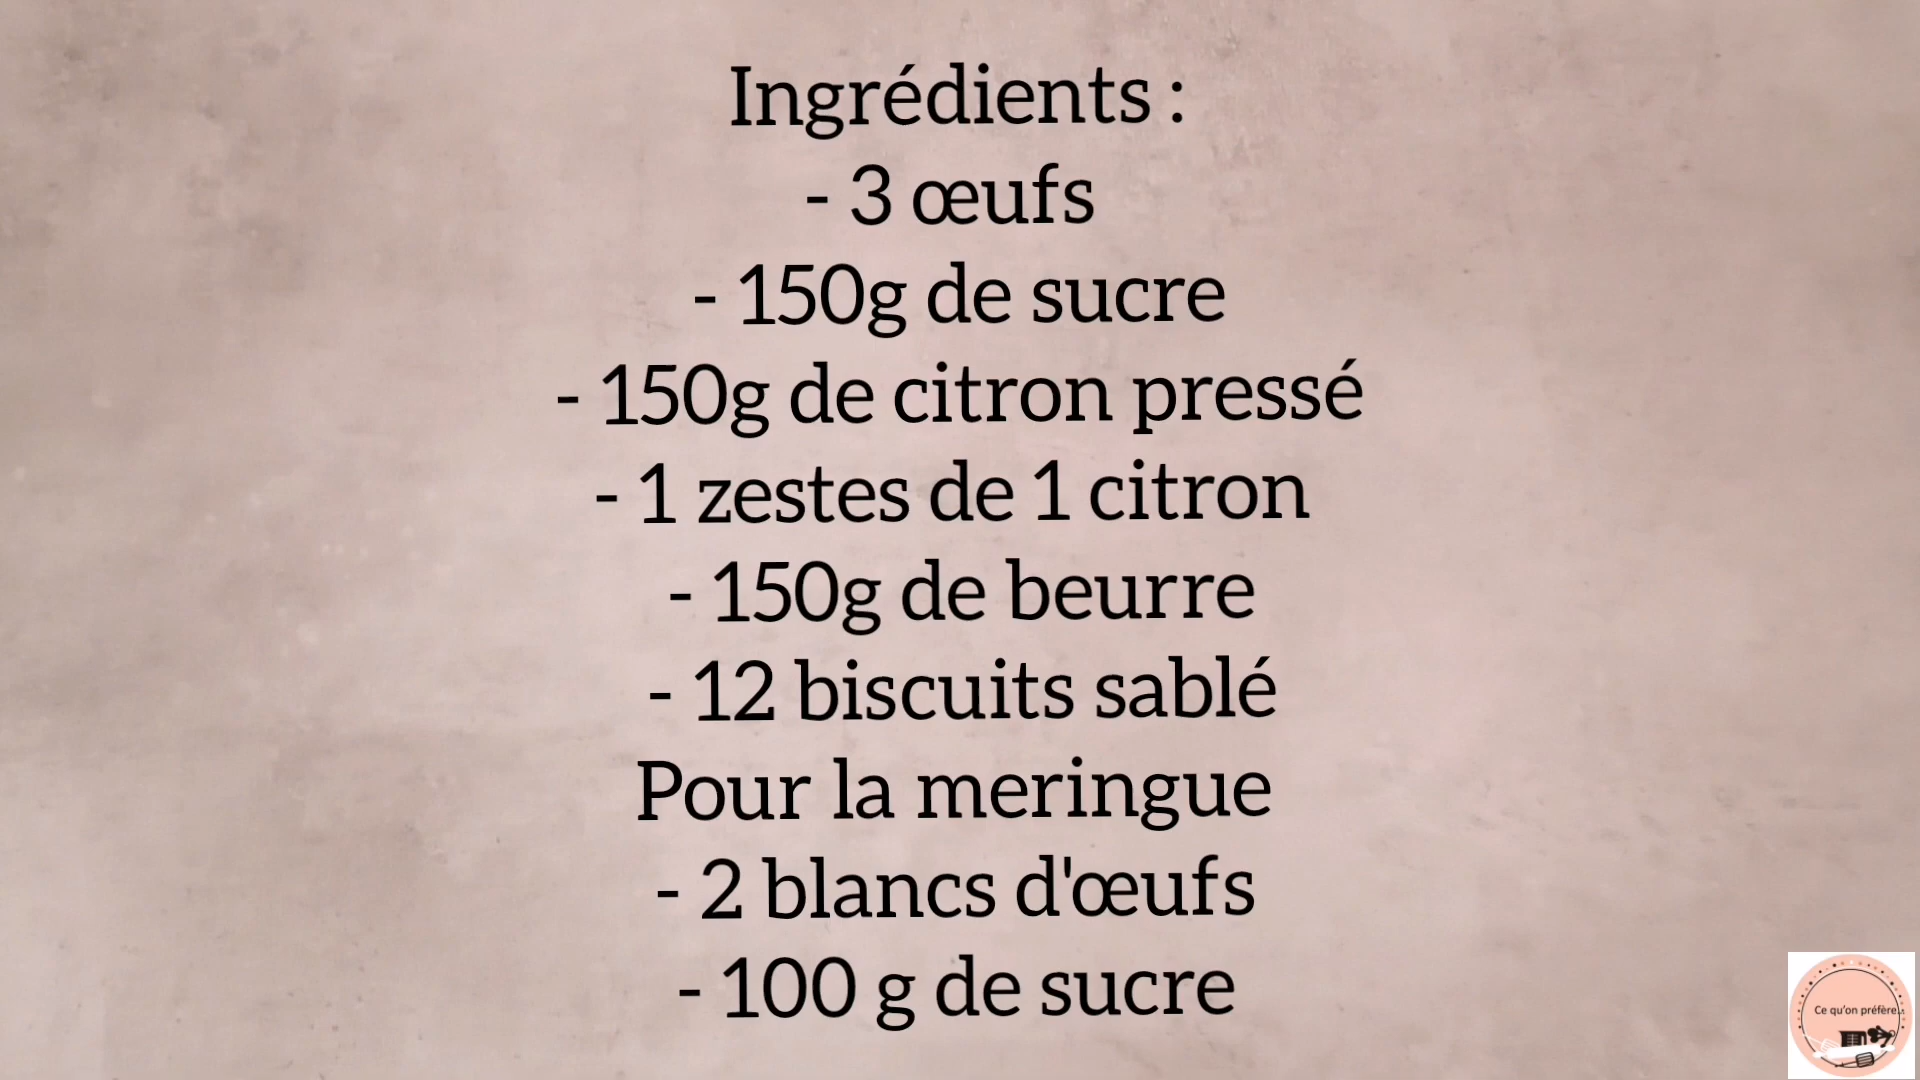 Ingrédients :
- 3 œufs
- 150g de sucre
- 150g de citron pressé
- 1 zestes de 1 citron
- 150g de beurre
- 12 biscuits sablé
Pour la meringue
- 2 blancs d'œufs
- 100 g de sucre
Ce qu'on préfère..